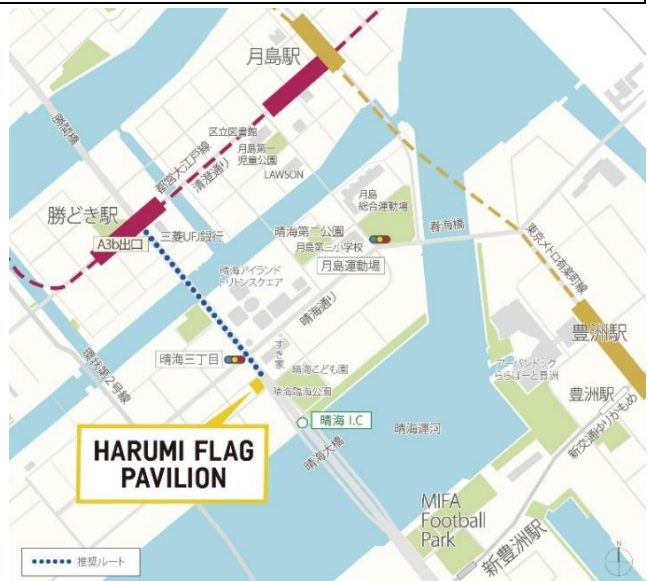 月島駅
勝鬨橋
区立図書館
都営大江戸線
清澄通り
月島第一
児童公園
LAWSON
月島
総合運動場
勝どき駅
A3b出口
三菱UFJ銀行
晴海第二公園
月島第三小学校
春海橋
月島運動場
東京メトロ有楽町線
晴海アイランド
トリトンスクエア
晴海通り
豊洲駅
環状第2号線
晴海三丁目
すき家
晴海こども園
晴海臨海公園
アーバンドック
ららぽーと豊洲
豊洲駅
新交通ゆりかもめ
晴海 I.C
晴海運河
晴海大橋
HARUMI FLAG
PAVILION
MIFA
Football
Park
新豊洲駅
推奨ルート
N